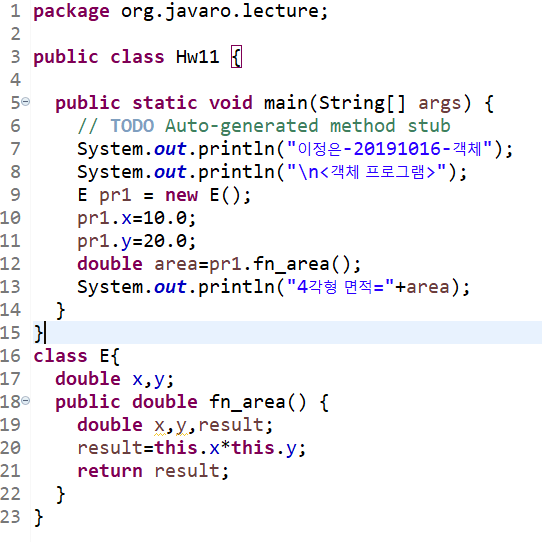 1 package org.javaro.lecture;
2
3 public class Hw11 {
4
5 public static void main(String[] args) {
6 // TODO Auto-generated method stub
7 System.out.println("이정은-20191016-객체");
8 System.out.println("\n<객체 프로그램>");
9 E pr1 = new E();
10 pr1.x=10.0;
11 pr1.y=20.0;
12 double area=pr1.fn_area();
13 System.out.println("4각형 면적="+area);
14 }
15 }
16 class E{
17 double x,y;
18 public double fn_area() {
19 double x,y,result;
20 result=this.x*this.y;
21 return result;
22 }
23 }